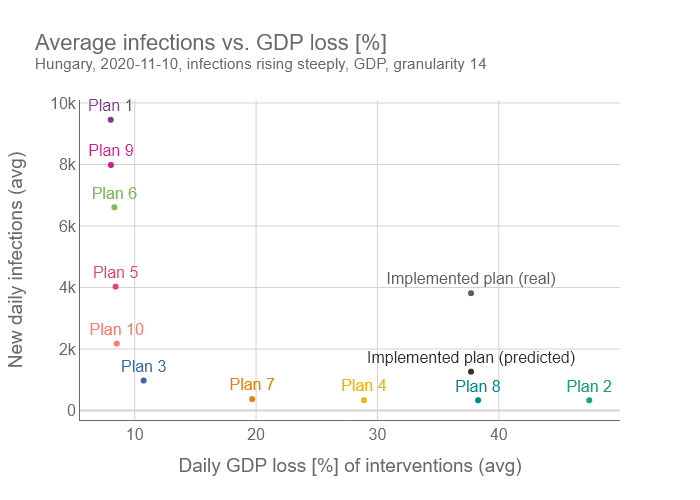 Average infections vs. GDP loss [%]
Hungary, 2020-11-10, infections rising steeply, GDP, granularity 14
10k
Plan 1
Plan 9
8k
Plan 6
6k
Plan 5
Implemented plan (real)
4k
Plan 10
2k
Implemented plan (predicted)
Plan 3
Plan 7
Plan 4
Plan 8
Plan 2
0
10
20
30
40
New daily infections (avg)
Daily GDP loss [%] of interventions (avg)